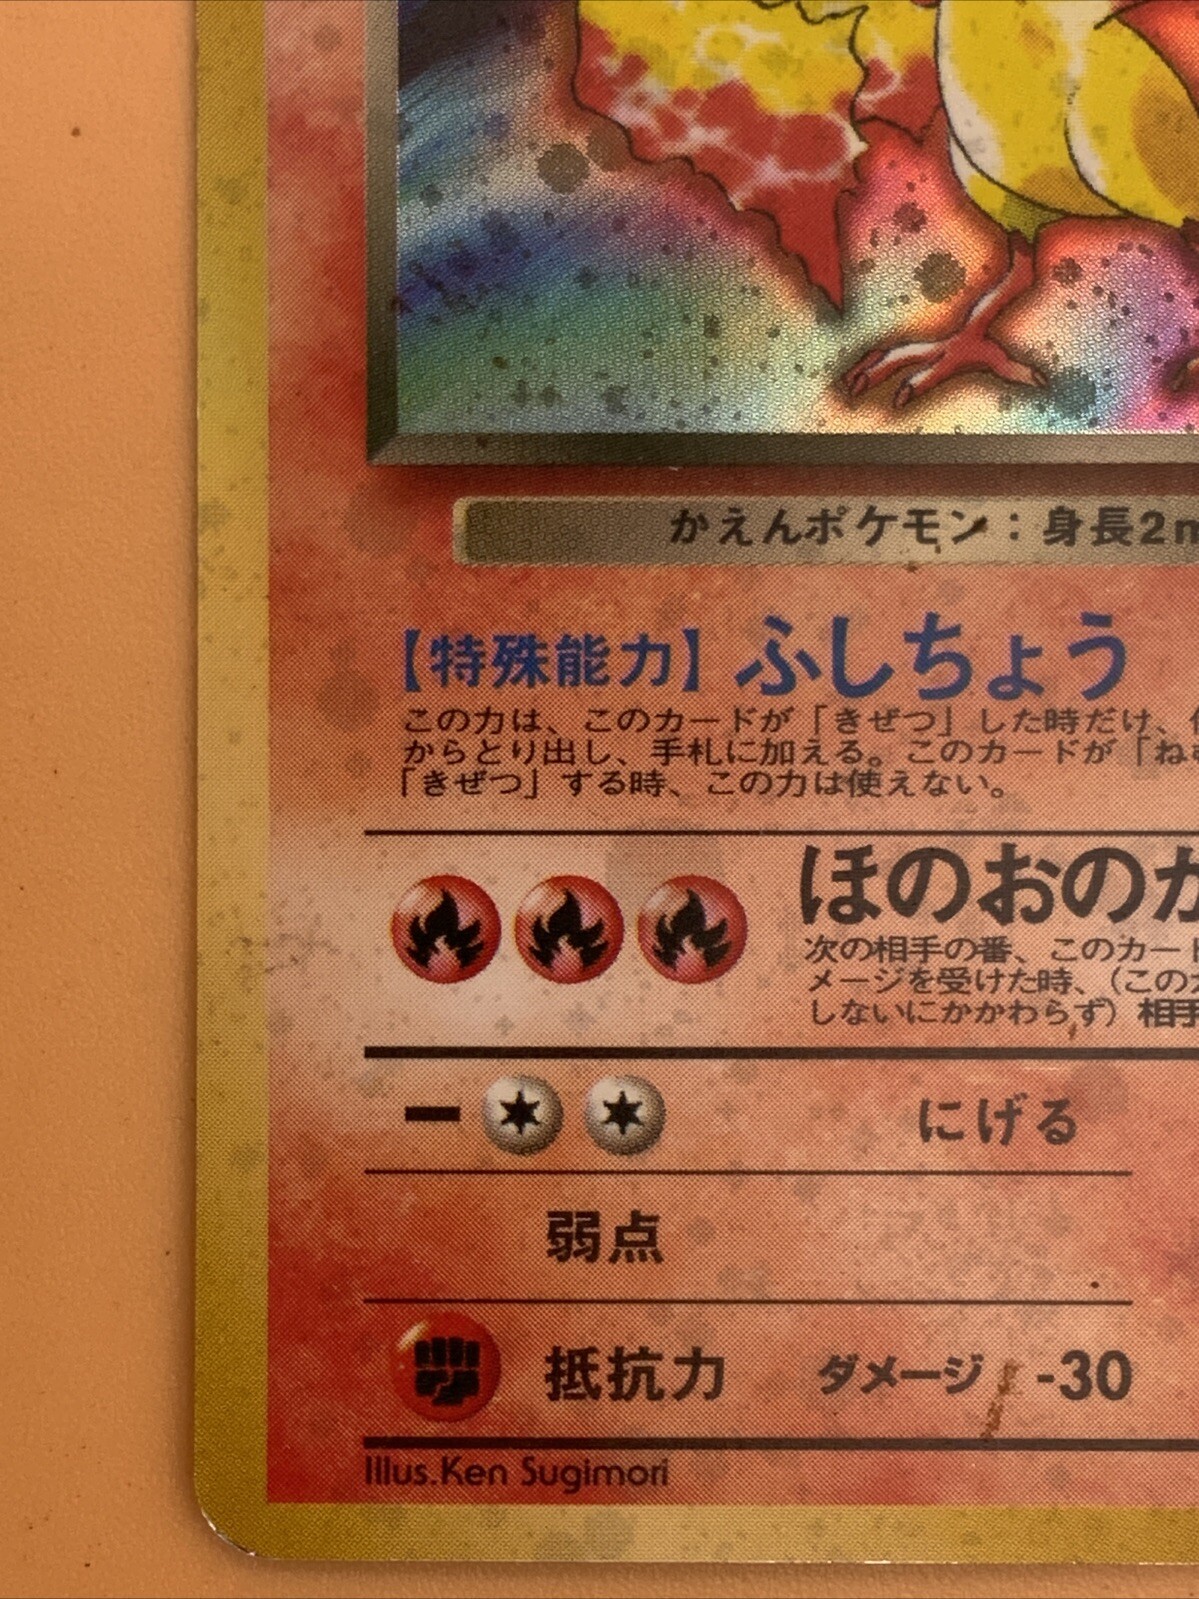 かえんポケモン：身長2m
【特殊能力】ふしちょう
この力は、このカードが「きぜつ」した時だけ、
からとり出し、手札に加える。このカードが「ねむ
「きぜつ」する時、この力は使えない。
ほのおのか
次の相手の番、このカード
メージを受けた時、（この
しないにかかわらず）相手
にげる
弱点
抵抗力 ダメージ -30
Illus.Ken Sugimori